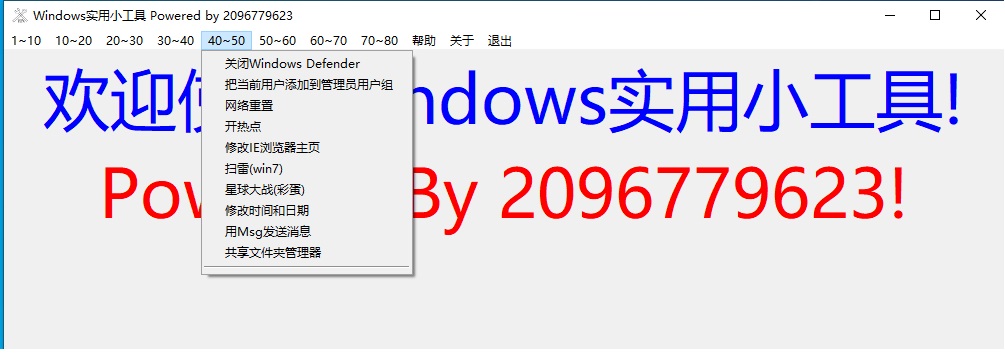 Windows实用小工具 Powered by 2096779623
1~10 10~20 20~30 30~40 40~50 50~60 60~70 70~80 帮助 关于 退出
欢迎 ndows实用小工具!
Pow By 2096779623!
关闭Windows Defender
把当前用户添加到管理员用户组
网络重置
开热点
修改IE浏览器主页
扫雷(win7)
星球大战(彩蛋)
修改时间和日期
用Msg发送消息
共享文件夹管理器